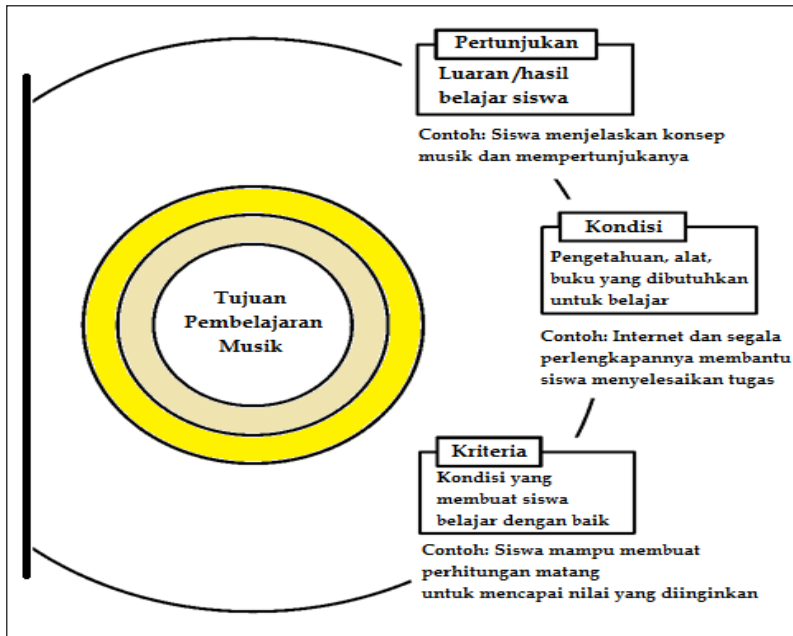 Pertunjukan
Luaran /hasil
belajar siswa
Contoh: Siswa menjelaskan konsep
musik dan mempertunjukanya
Kondisi
Pengetahuan, alat,
buku yang dibutuhkan
untuk belajar
Contoh: Internet dan segala
perlengkapannya membantu
siswa menyelesaikan tugas
Tujuan
Pembelajaran
Musik
Kriteria
Kondisi yang
membuat siswa
belajar dengan baik
Contoh: Siswa mampu membuat
perhitungan matang
untuk mencapai nilai yang diinginkan